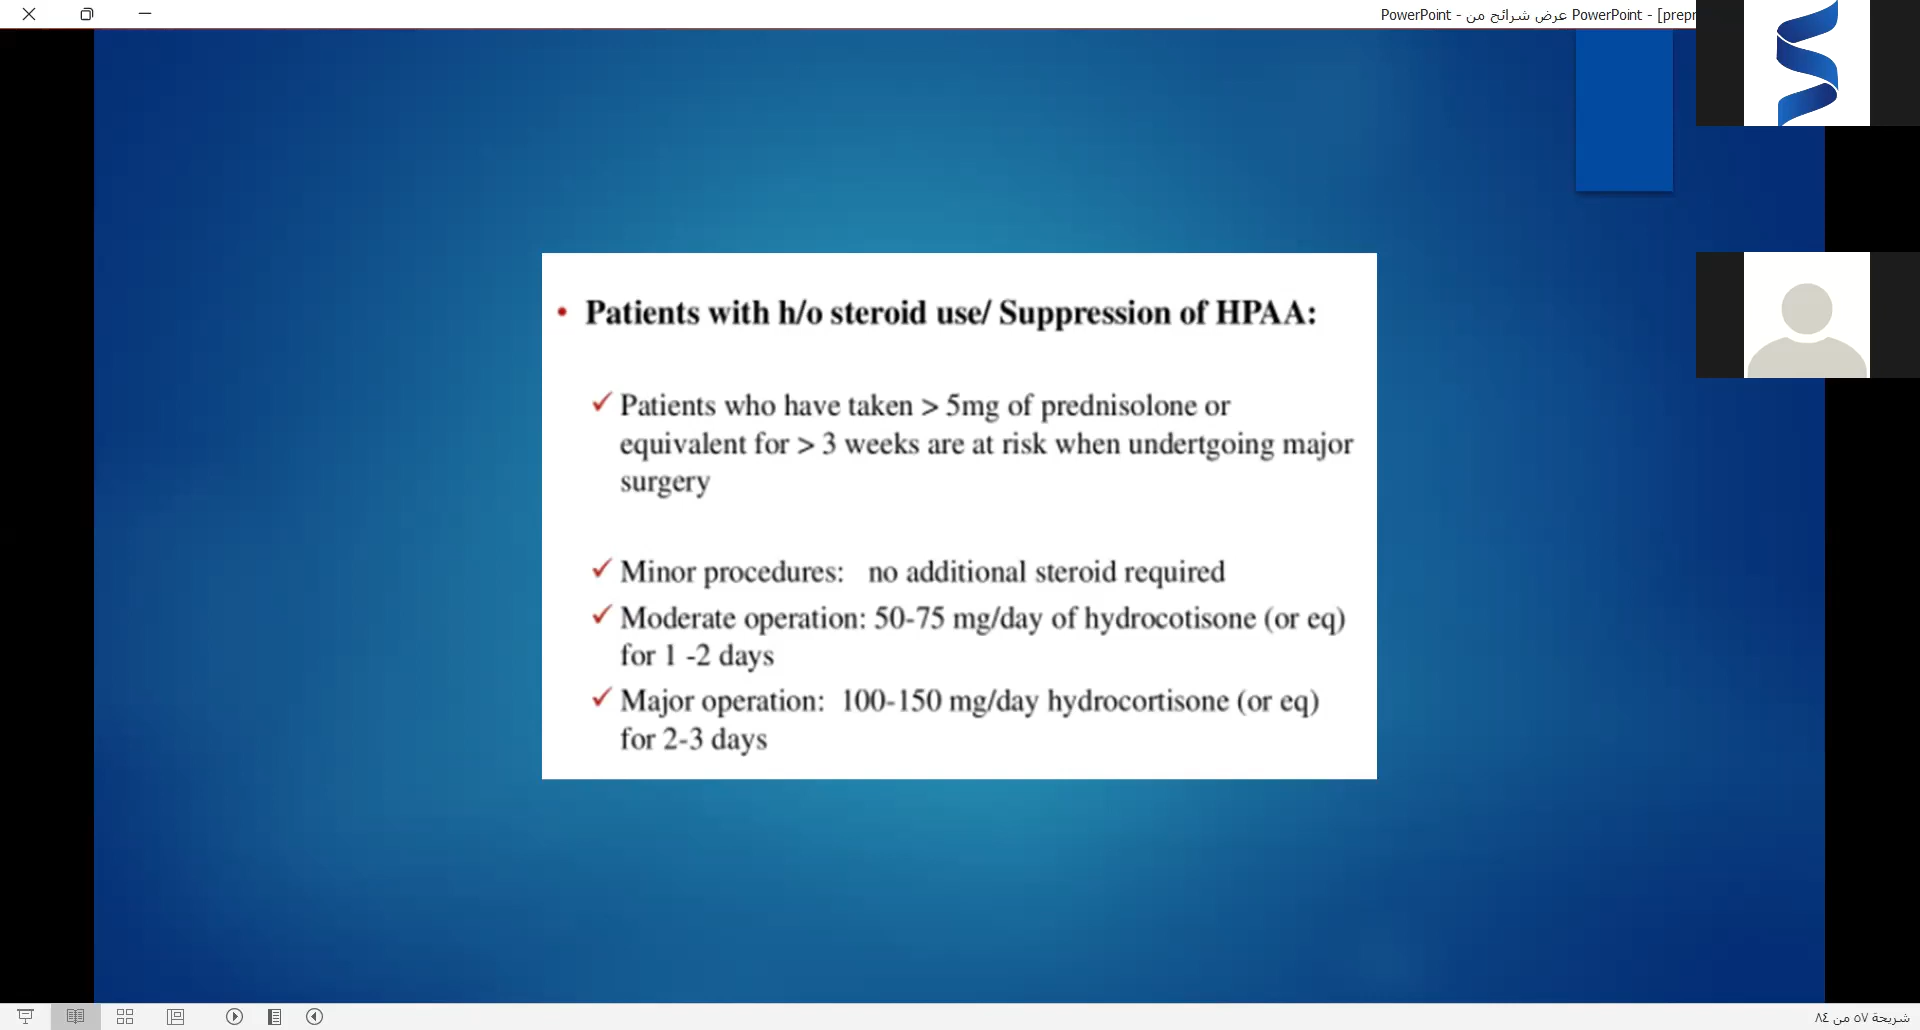 PowerPoint - عرض شرائح من PowerPoint - [prepr
• Patients with h/o steroid use/ Suppression of HPAA:
✓ Patients who have taken > 5mg of prednisolone or
equivalent for > 3 weeks are at risk when undertgoing major
surgery
✓ Minor procedures: no additional steroid required
✓ Moderate operation: 50-75 mg/day of hydrocotisone (or eq)
for 1 -2 days
✓ Major operation: 100-150 mg/day hydrocortisone (or eq)
for 2-3 days
شريحة ٥٧ من ٨٤